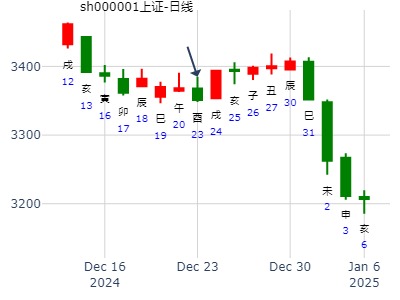 sh000001上证-日线
3400
3300
3200
戌
12
亥
13
寅
16
卯
17
辰
18
巳
19
午
20
酉
23
戌
24
亥
25
子
26
丑
27
辰
30
巳
31
未
2
申
3
亥
6
Dec 16
2024
Dec 23
Dec 30
Jan 6
2025